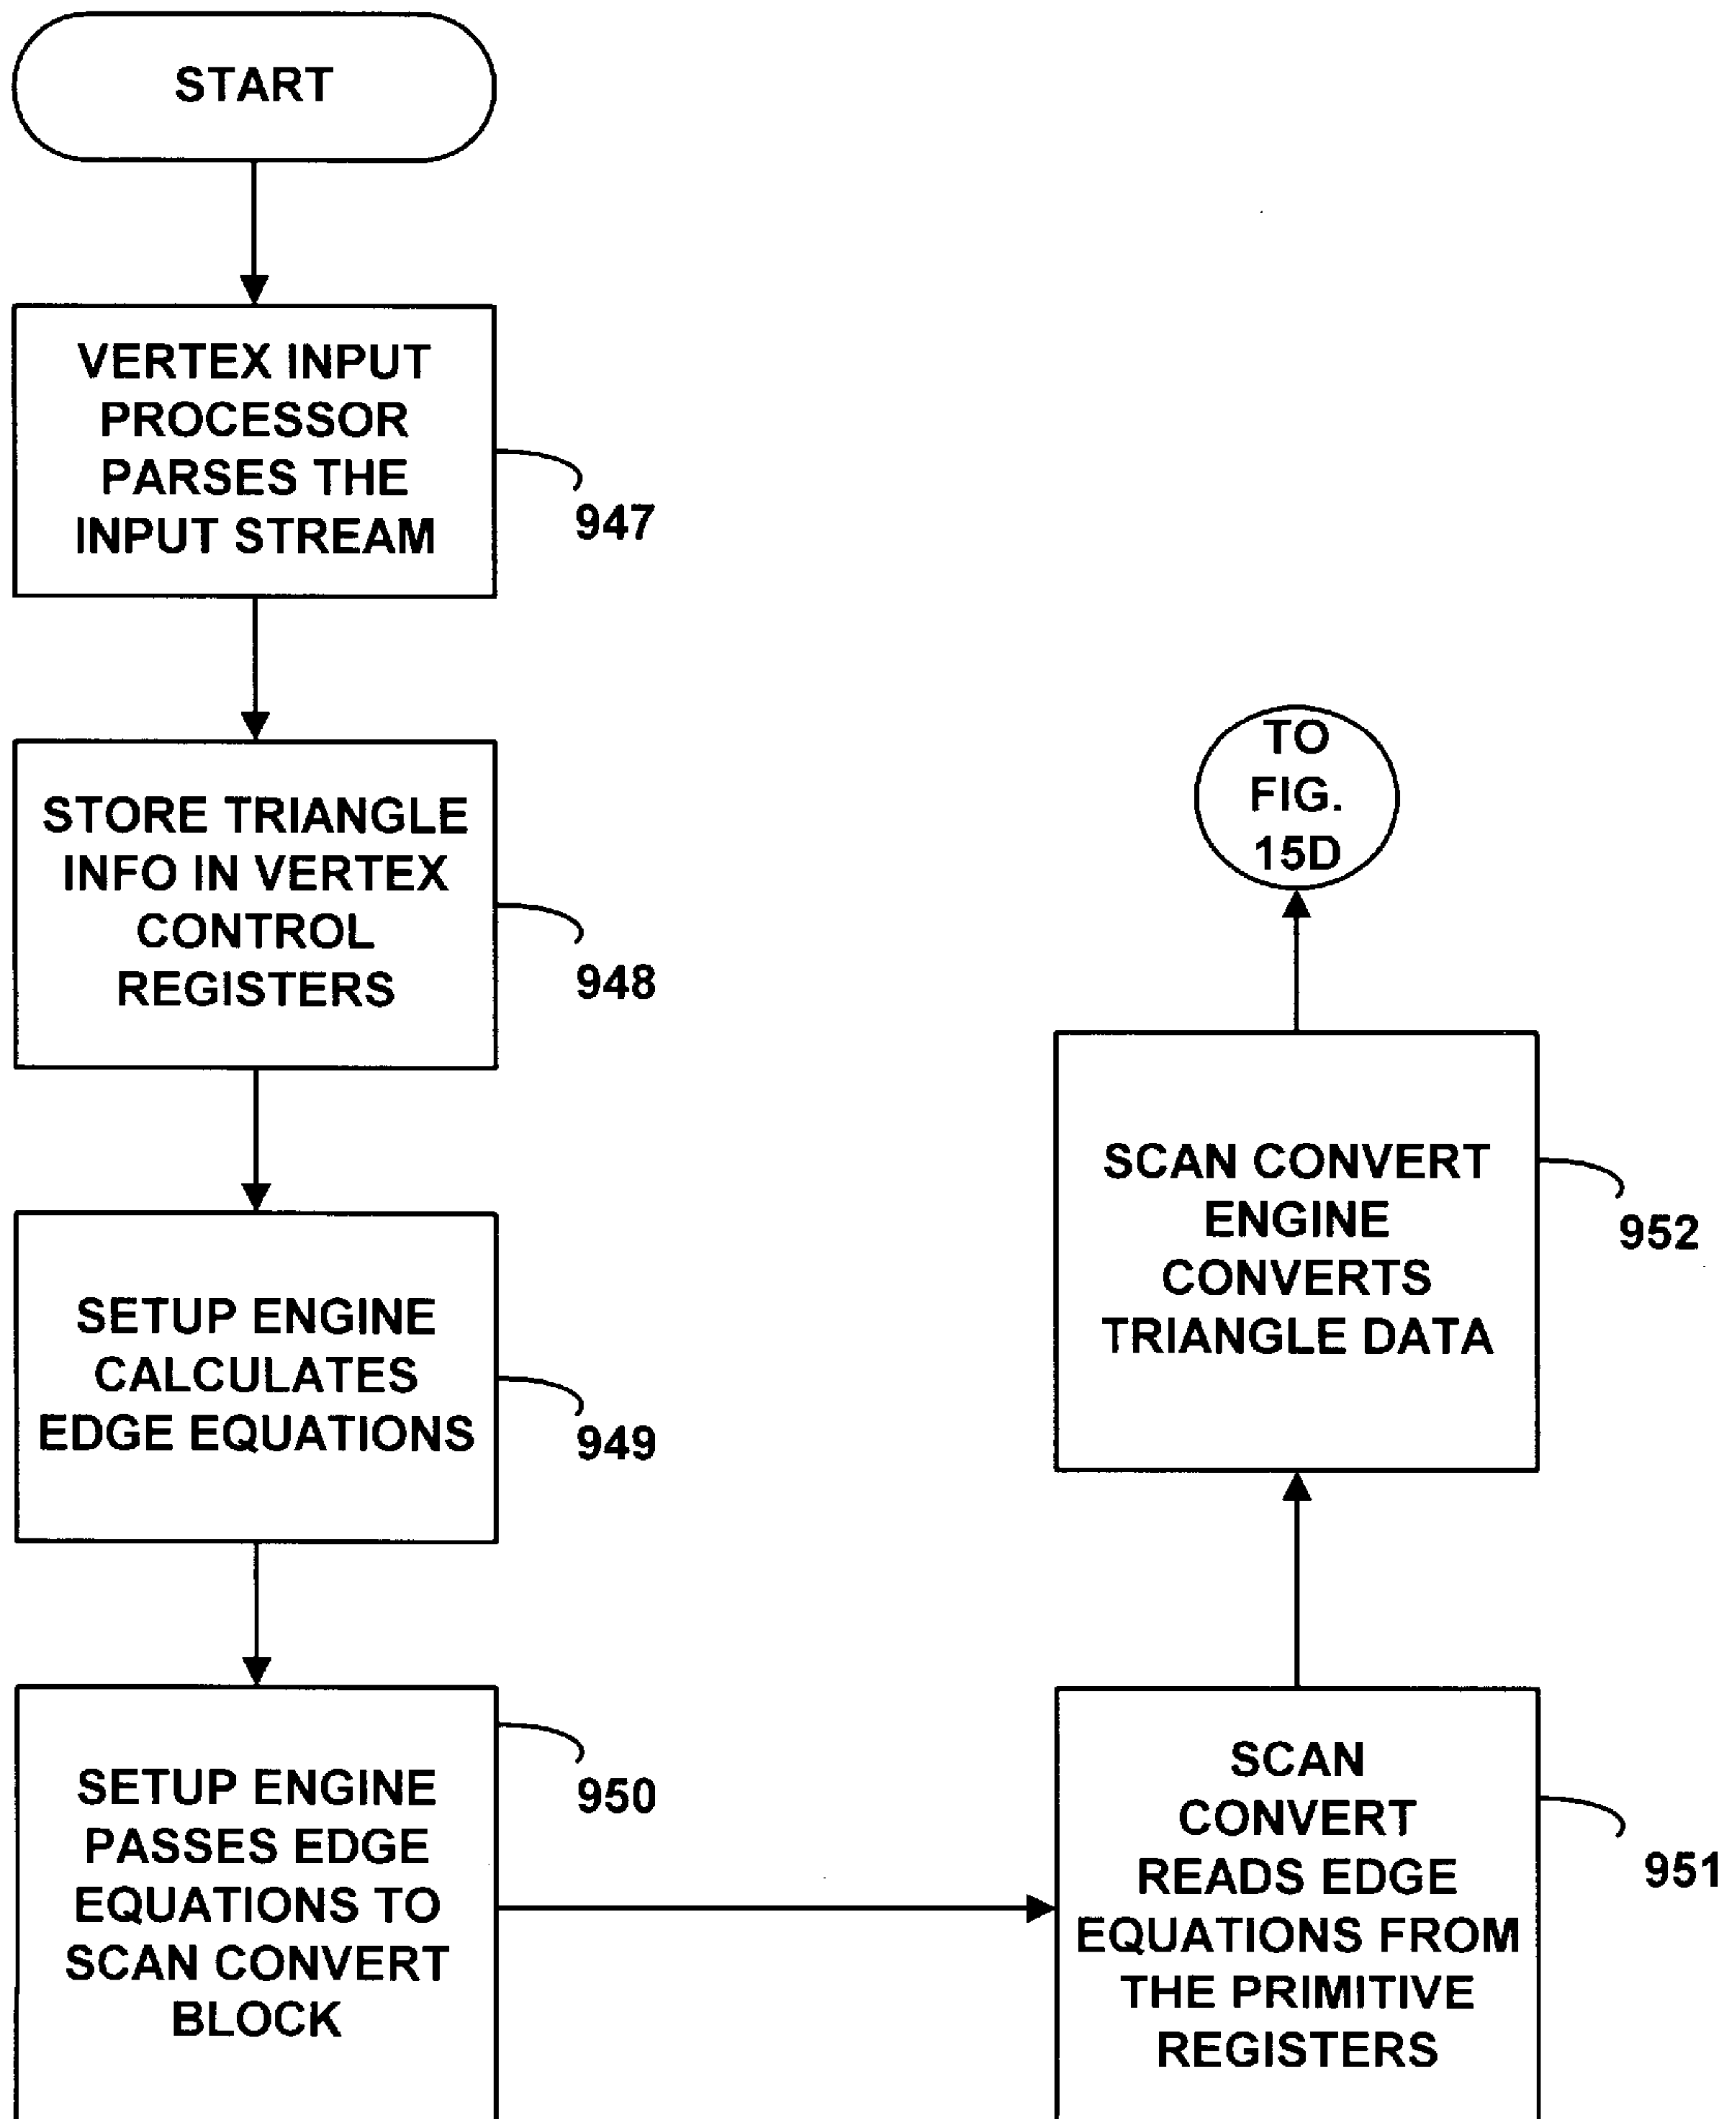 START
VERTEX INPUT
PROCESSOR
PARSES THE
INPUT STREAM
947
STORE TRIANGLE
INFO IN VERTEX
CONTROL
REGISTERS
948
SETUP ENGINE
CALCULATES
EDGE EQUATIONS
949
SETUP ENGINE
PASSES EDGE
EQUATIONS TO
SCAN CONVERT
BLOCK
950
SCAN
CONVERT
READS EDGE
EQUATIONS FROM
THE PRIMITIVE
REGISTERS
951
SCAN CONVERT
ENGINE
CONVERTS
TRIANGLE DATA
952
TO
FIG.
15D